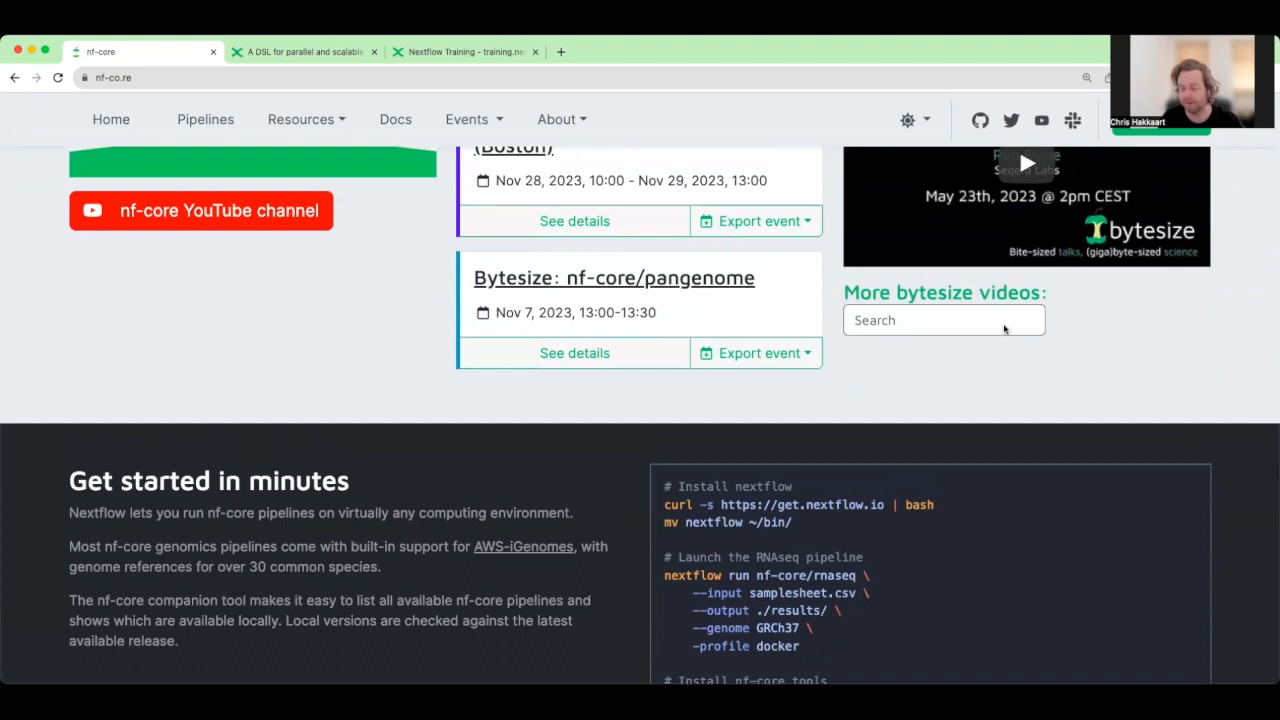 nf-core
A DSL for parallel and scalable
Nextflow Training - training.ne
nf-co.re
Chris Hakkaart
Home
Pipelines
Resources
Docs
Events
About
nf-core YouTube channel
(Boston)
Nov 28, 2023, 10:00 - Nov 29, 2023, 13:00
See details
Export event
Bytesize: nf-core/pangenome
Nov 7, 2023, 13:00-13:30
See details
Export event
Seqera Labs
May 23th, 2023 @ 2pm CEST
bytesize
Bite-sized talks, (giga)byte-sized science
More bytesize videos:
Search
Get started in minutes
Nextflow lets you run nf-core pipelines on virtually any computing environment.
Most nf-core genomics pipelines come with built-in support for AWS-iGenomes, with
genome references for over 30 common species.
The nf-core companion tool makes it easy to list all available nf-core pipelines and
shows which are available locally. Local versions are checked against the latest
available release.
# Install nextflow
curl -s https://get.nextflow.io | bash
mv nextflow ~/bin/
# Launch the RNAseq pipeline
nextflow run nf-core/rnaseq \
--input samplesheet.csv \
--output ./results/ \
--genome GRCh37 \
-profile docker
# Install nf-core tools